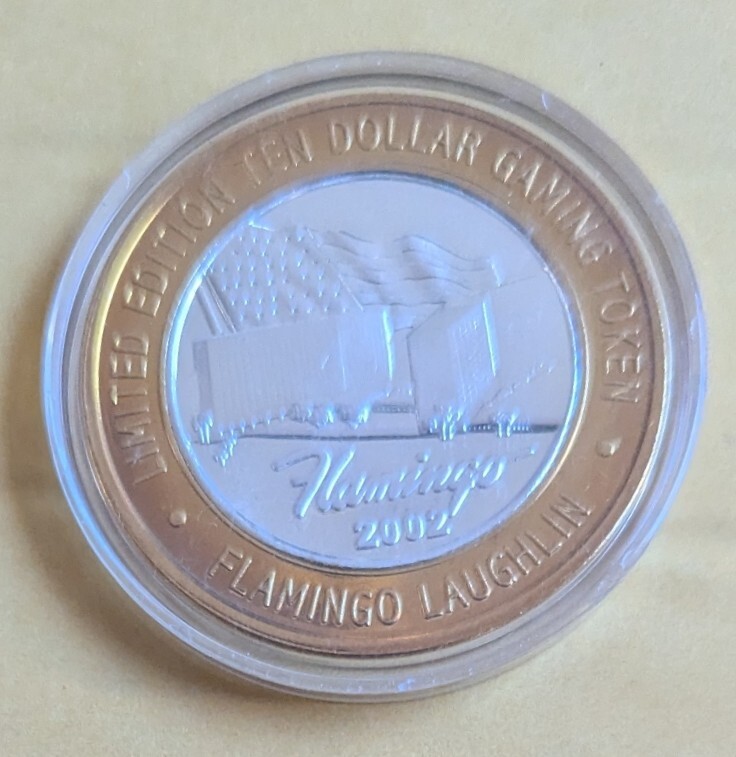 LIMITED EDITION TEN DOLLAR GAMING TOKEN
Flamingo
2002
FLAMINGO LAUGHLIN